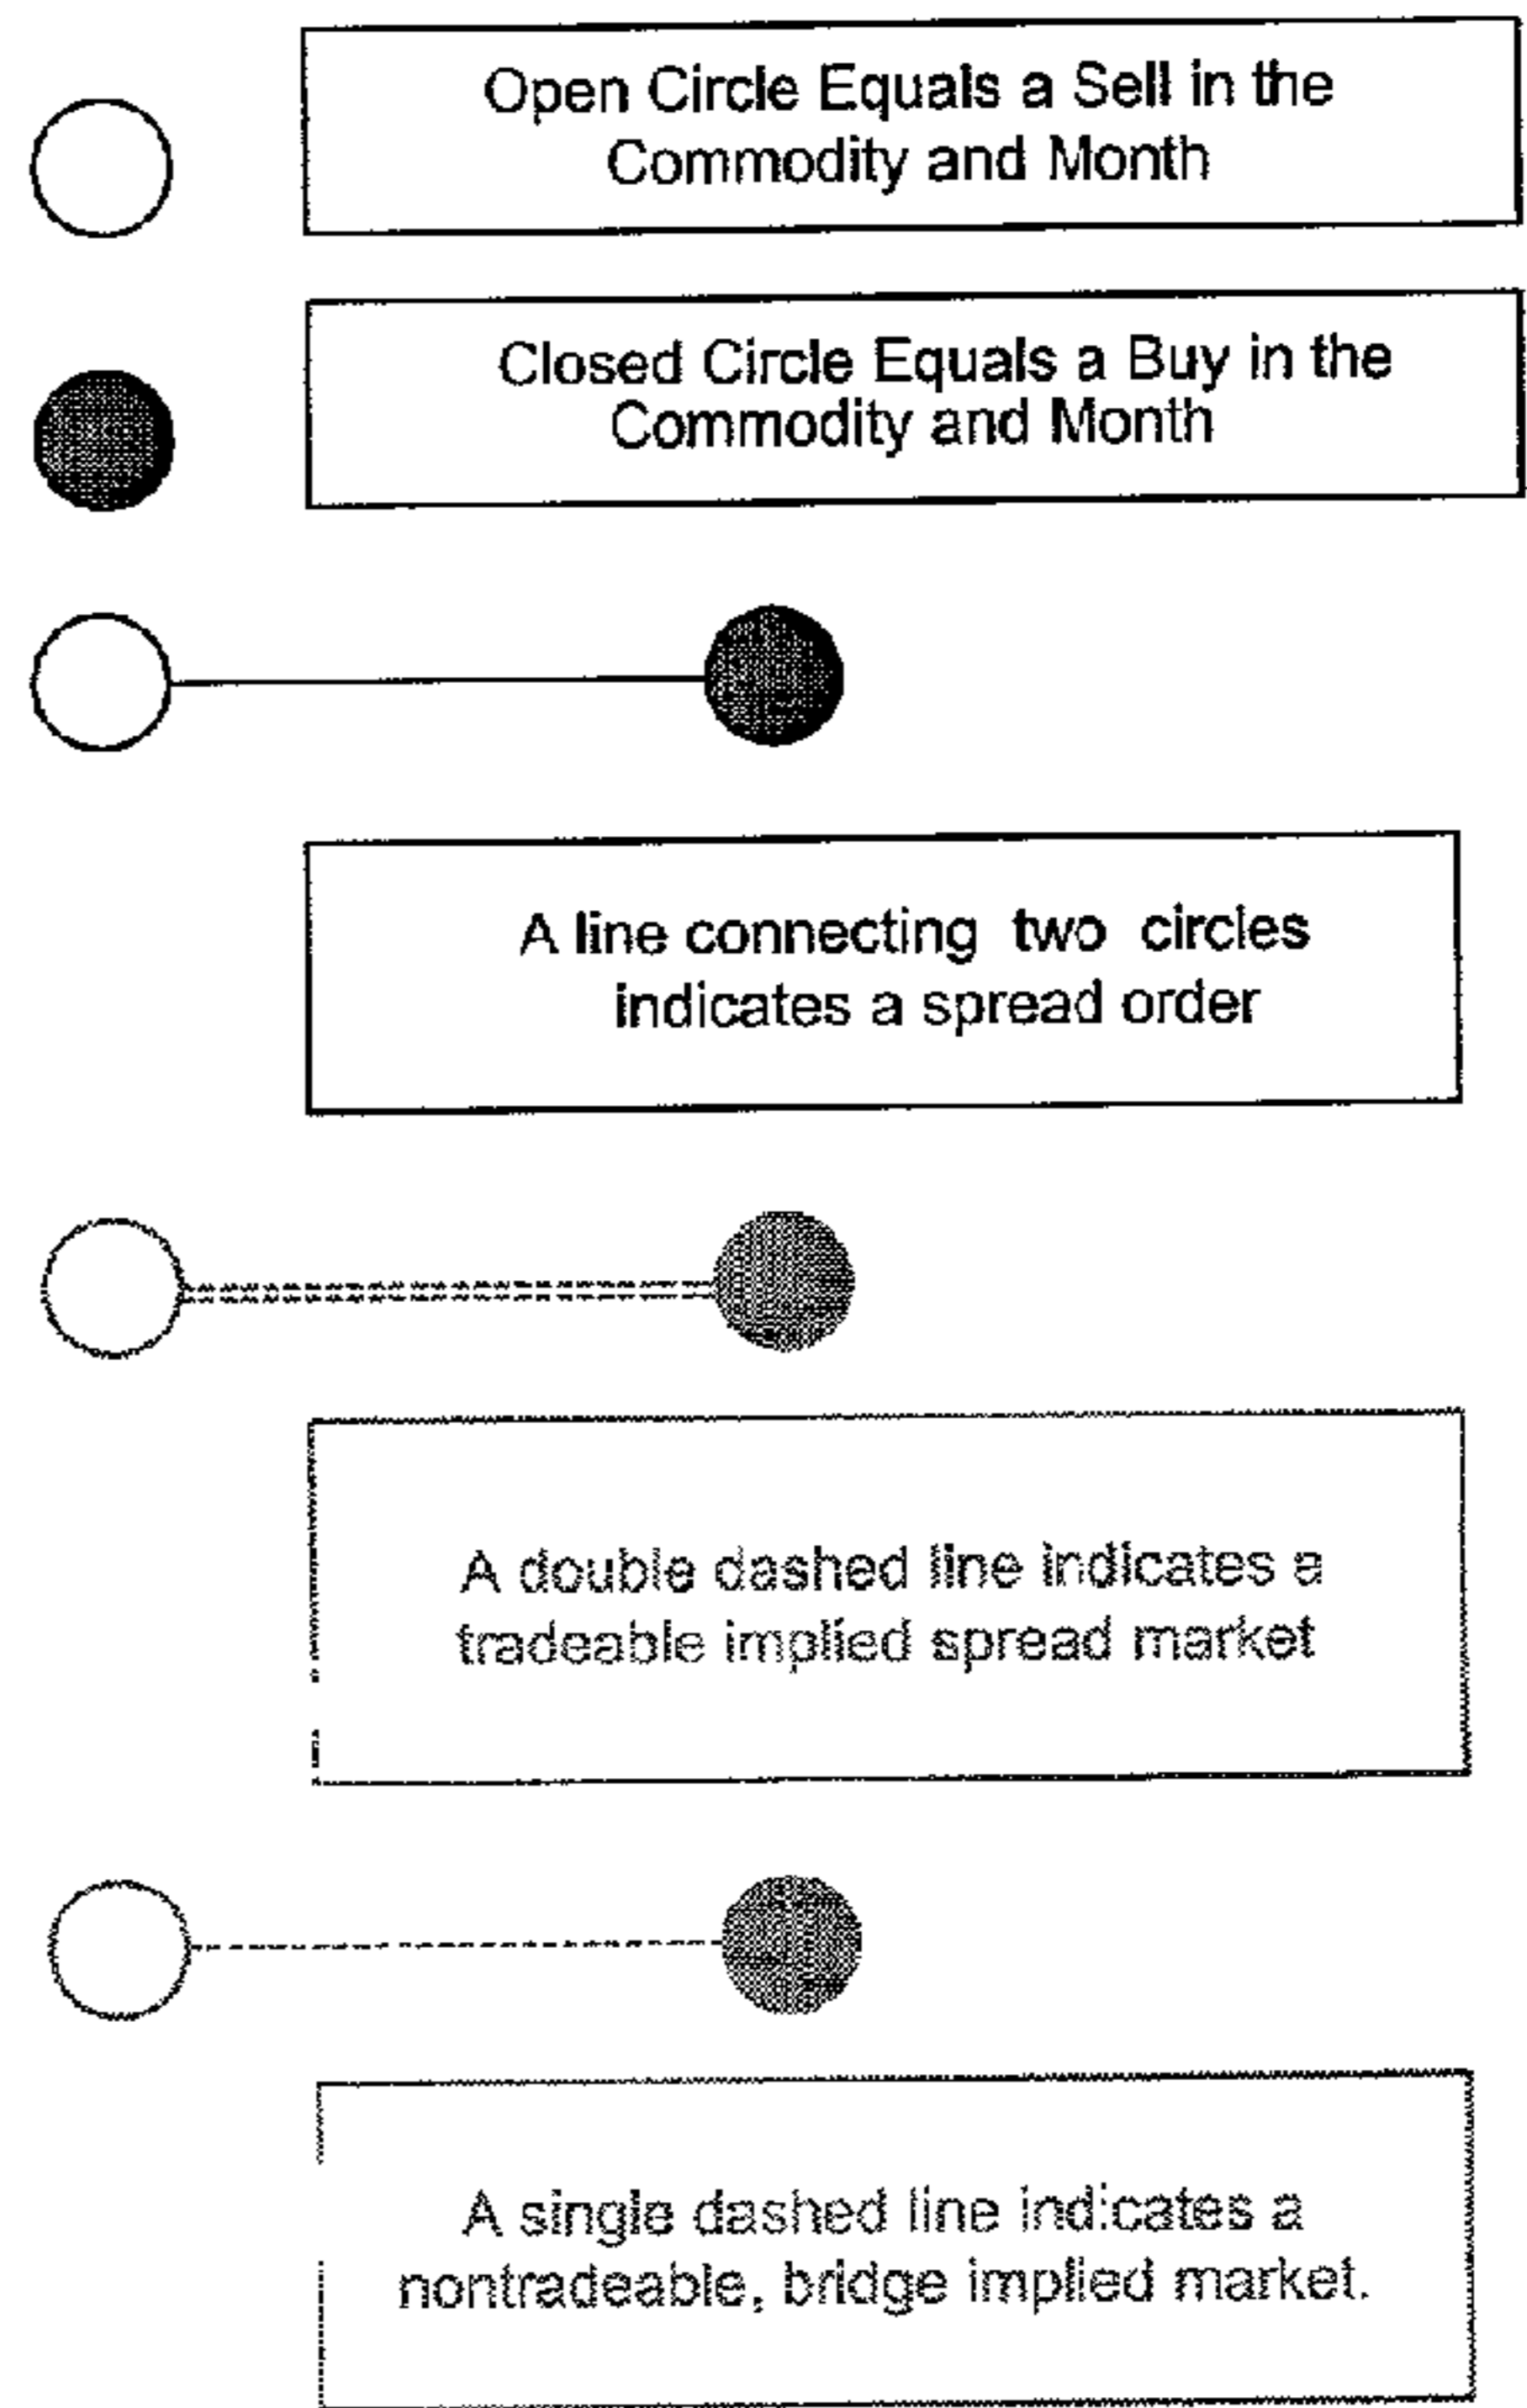 Open Circle Equals a Sell in the
Commodity and Month
Closed Circle Equals a Buy in the
Commodity and Month
A line connecting two circles
indicates a spread order
A double dashed line indicates a
tradeable implied spread market
A single dashed line indicates a
nontradeable, bridge implied market.